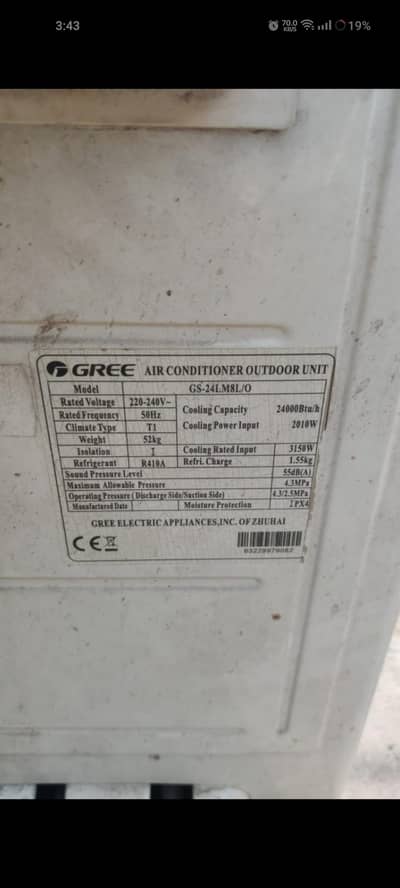 3:43
70.0 KB/S 19%
GREE AIR CONDITIONER OUTDOOR UNIT
Model GS-24LM8L/O
Rated Voltage 220-240V~
Rated Frequency 50Hz
Climate Type T1
Weight 52kg
Isolation I
Refrigerant R410A
Cooling Capacity 24000Btu/h
Cooling Power Input 2010W
Cooling Rated Input 3150W
Refri. Charge 1.55kg
Sound Pressure Level 55dB(A)
Maximum Allowable Pressure 4.3MPa
Operating Pressure (Discharge Side/Suction Side) 4.3/2.5MPa
Manufactured Date Moisture Protection IPX4
GREE ELECTRIC APPLIANCES,INC. OF ZHUHAI
CE